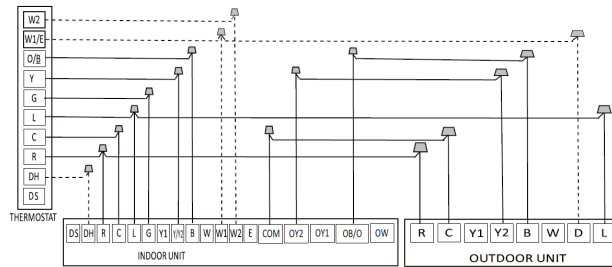 W2
W1/E
O/B
Y
G
L
C
R
DH
DS
THERMOSTAT
DS DH R C L G Y1 Y/Y2 B W W1 W2 E COM OY2 OY1 OB/O OW
INDOOR UNIT
R C Y1 Y2 B W D L
OUTDOOR UNIT